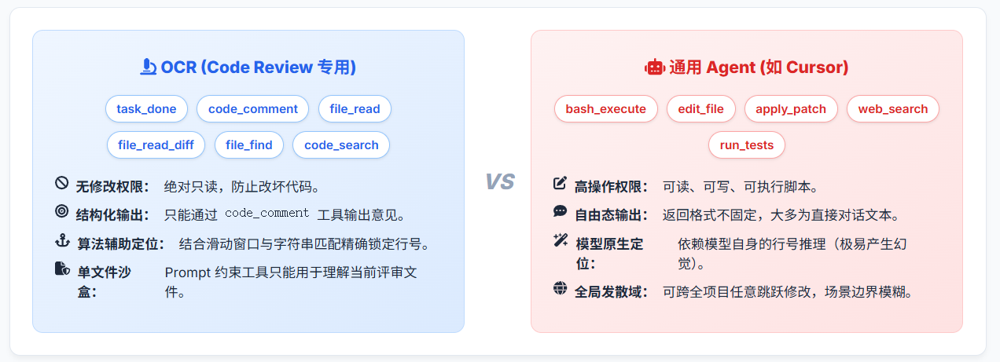 OCR (Code Review 专用)
task_done code_comment file_read
file_read_diff file_find code_search
无修改权限： 绝对只读，防止改坏代码。
结构化输出： 只能通过 code_comment 工具输出意见。
算法辅助定位： 结合滑动窗口与字符串匹配精确锁定行号。
单文件沙盒： Prompt 约束工具只能用于理解当前评审文
件。
VS
通用 Agent (如 Cursor)
bash_execute edit_file apply_patch web_search
run_tests
高操作权限： 可读、可写、可执行脚本。
自由态输出： 返回格式不固定，大多为直接对话文本。
模型原生定位： 依赖模型自身的行号推理（极易产生幻
觉）。
全局发散域： 可跨全项目任意跳跃修改，场景边界模糊。